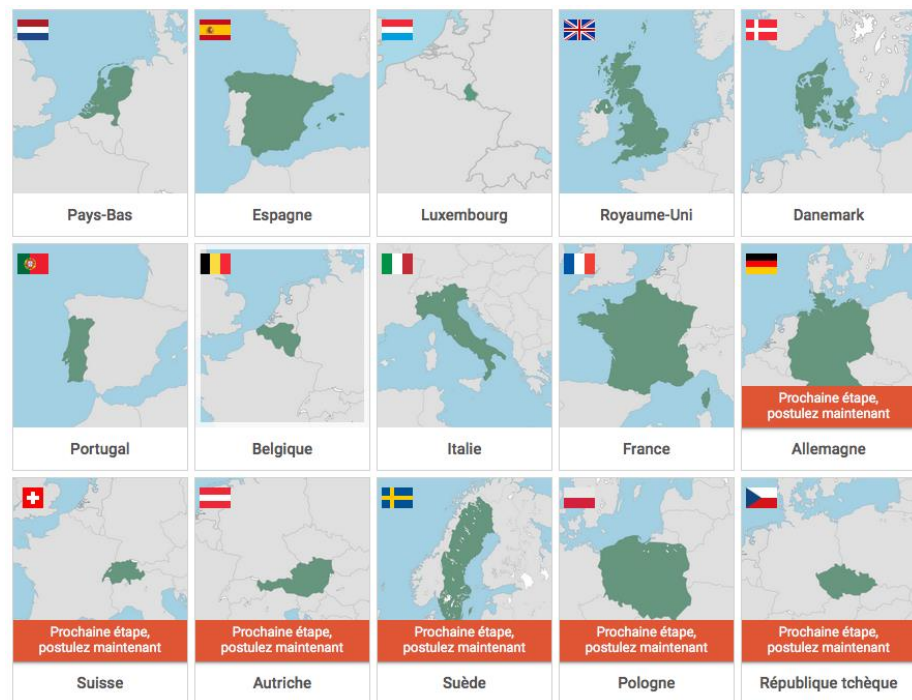 Pays-Bas
Espagne
Luxembourg
Royaume-Uni
Danemark
Portugal
Belgique
Italie
France
Prochaine étape,
postulez maintenant
Allemagne
Prochaine étape,
postulez maintenant
Suisse
Prochaine étape,
postulez maintenant
Autriche
Prochaine étape,
postulez maintenant
Suède
Prochaine étape,
postulez maintenant
Pologne
Prochaine étape,
postulez maintenant
République tchèque